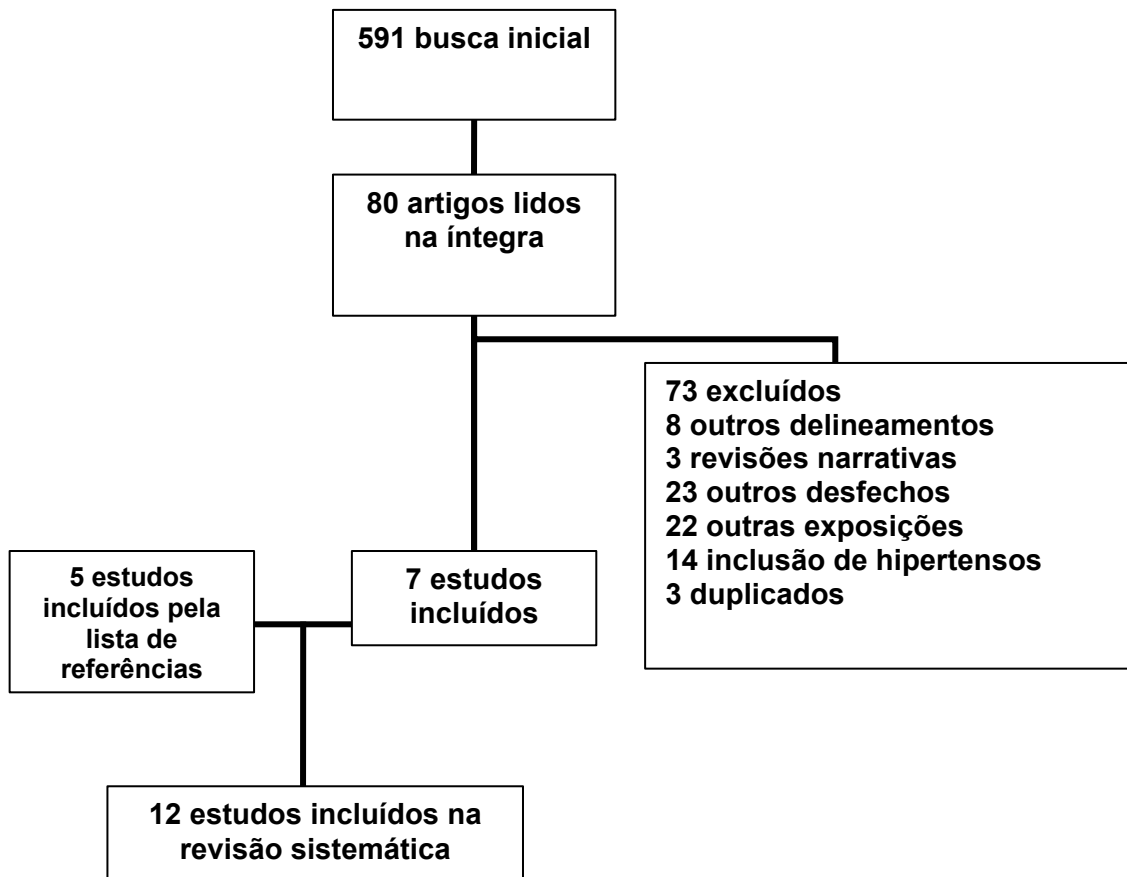 591 busca inicial
80 artigos lidos
na íntegra
73 excluídos
8 outros delineamentos
3 revisões narrativas
23 outros desfechos
22 outras exposições
14 inclusão de hipertensos
3 duplicados
5 estudos
incluídos pela
lista de
referências
7 estudos
incluídos
12 estudos incluídos na
revisão sistemática